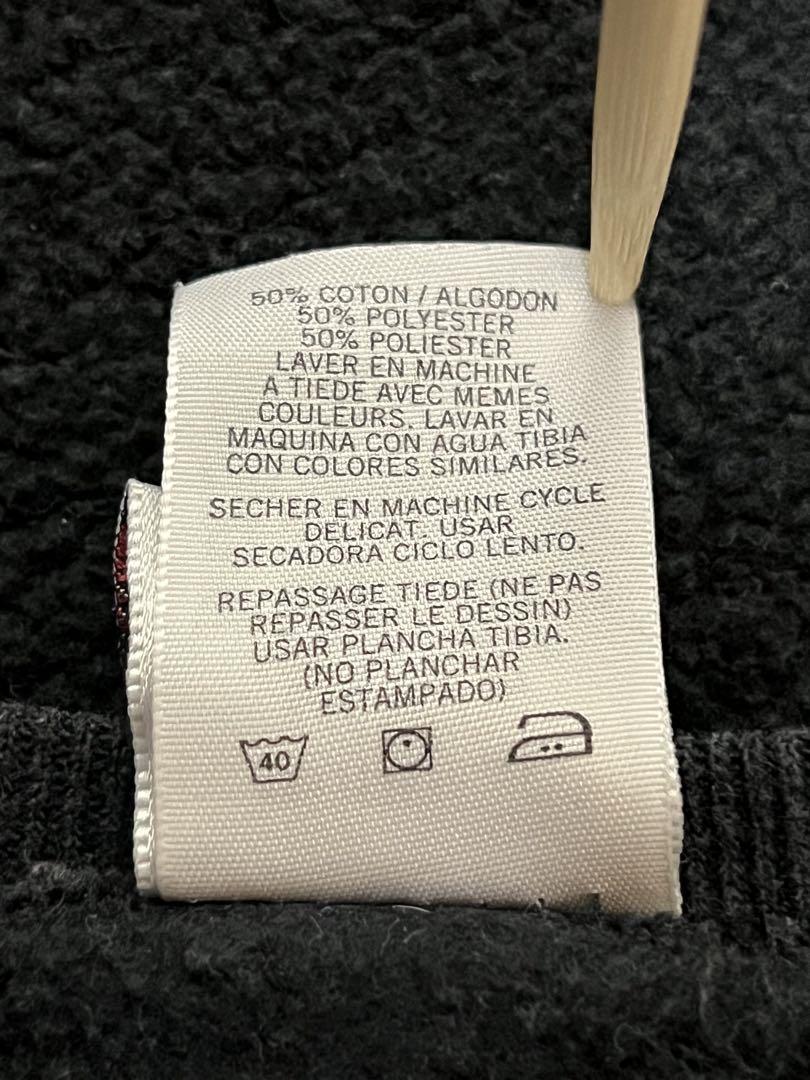 50% COTON / ALGODON
50% POLYESTER
50% POLIESTER
LAVER EN MACHINE
A TIEDE AVEC MEMES
COULEURS. LAVAR EN
MAQUINA CON AGUA TIBIA
CON COLORES SIMILARES.
SECHER EN MACHINE CYCLE
DELICAT. USAR
SECADORA CICLO LENTO.
REPASSAGE TIEDE (NE PAS
REPASSER LE DESSIN)
USAR PLANCHA TIBIA.
(NO PLANCHAR
ESTAMPADO)
40